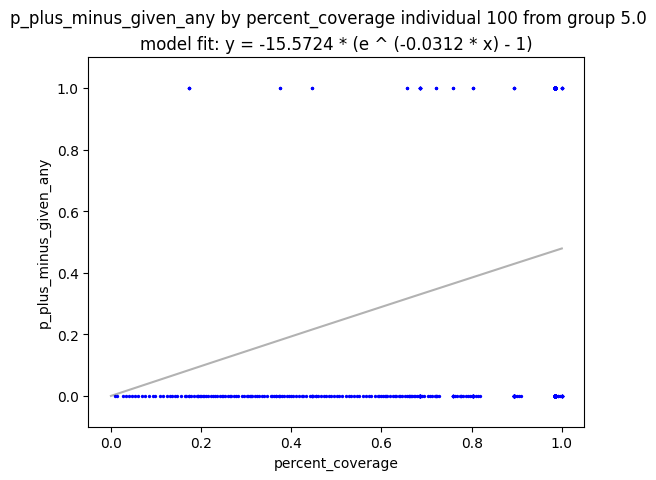 p_plus_minus_given_any by percent_coverage individual 100 from group 5.0
model fit: y = -15.5724 * (e ^ (-0.0312 * x) - 1)
1.0
0.8
0.6
0.4
0.2
0.0
p_plus_minus_given_any
0.0 0.2 0.4 0.6 0.8 1.0
percent_coverage